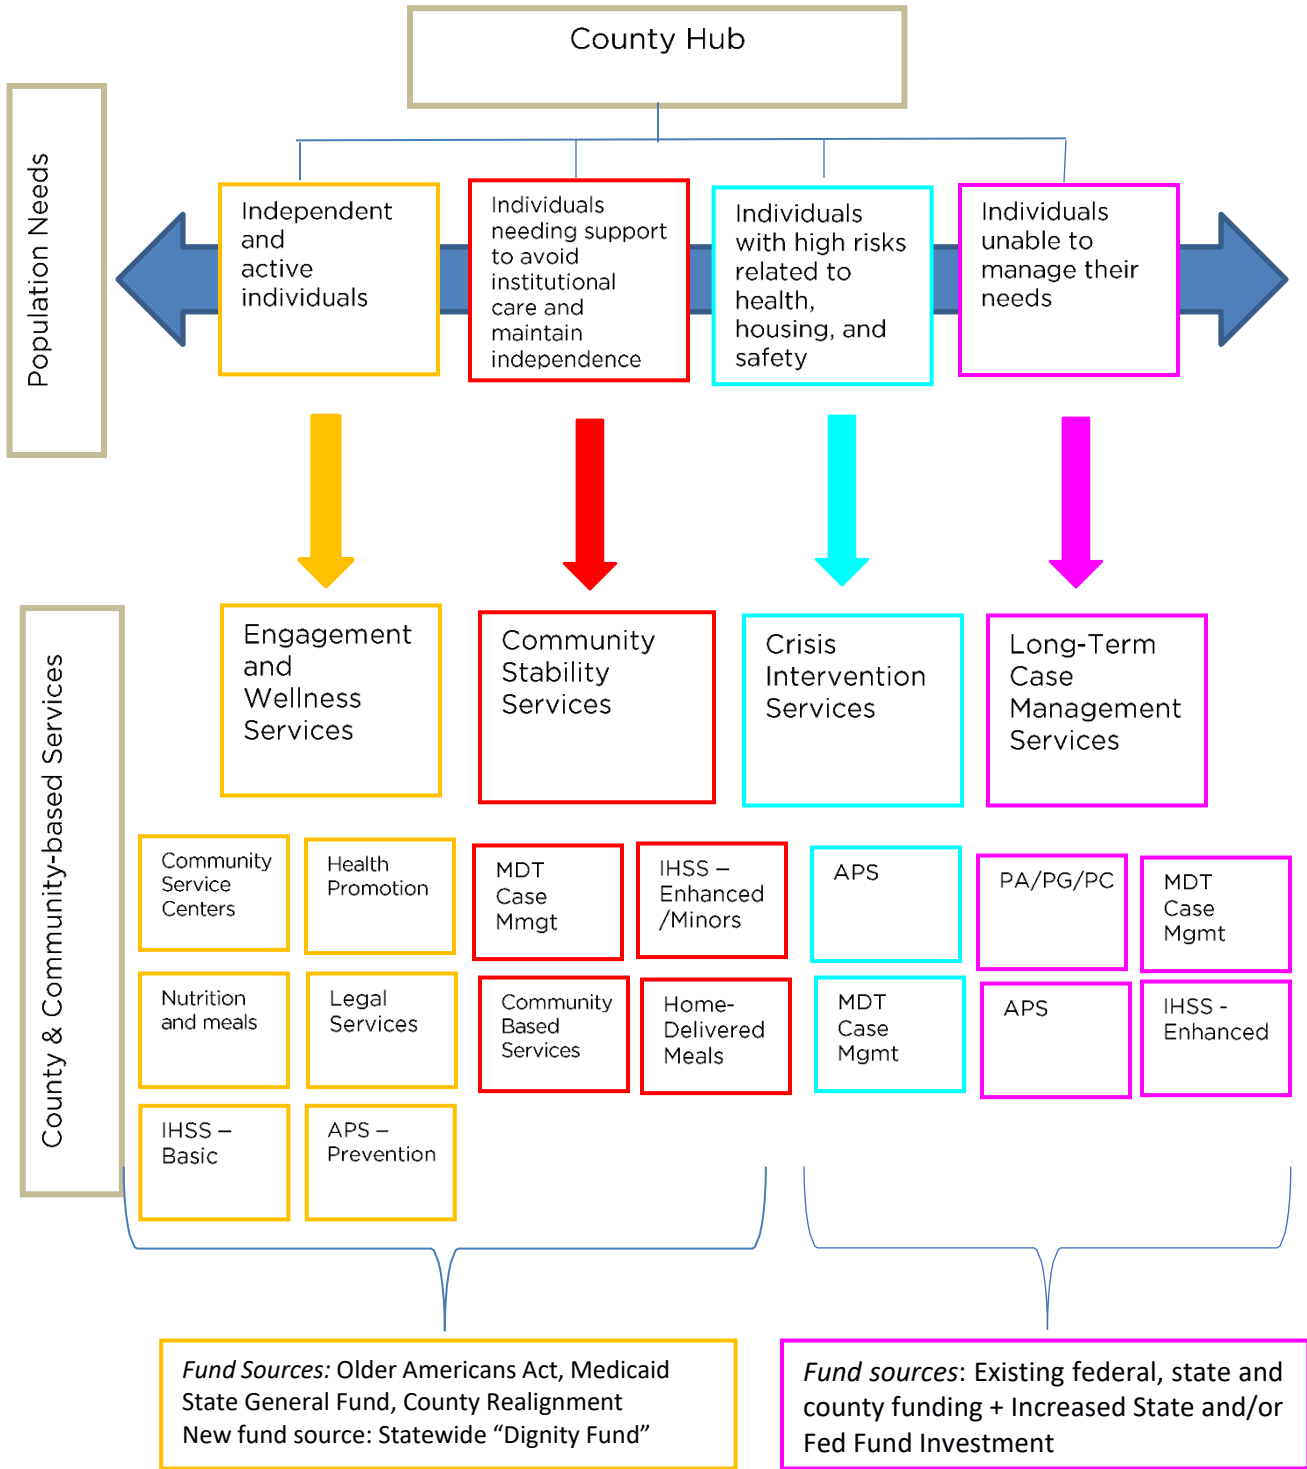 County Hub
Population Needs
Independent
and
active
individuals
Individuals
needing support
to avoid
institutional
care and
maintain
independence
Individuals
with high risks
related to
health,
housing, and
safety
Individuals
unable to
manage their
needs
County & Community-based Services
Engagement
and
Wellness
Services
Community
Stability
Services
Crisis
Intervention
Services
Long-Term
Case
Management
Services
Community
Service
Centers
Health
Promotion
Nutrition
and meals
Legal
Services
IHSS –
Basic
APS –
Prevention
MDT
Case
Mmgt
IHSS –
Enhanced
/Minors
Community
Based
Services
Home-
Delivered
Meals
APS
MDT
Case
Mgmt
PA/PG/PC
MDT
Case
Mgmt
APS
IHSS -
Enhanced
Fund Sources: Older Americans Act, Medicaid
State General Fund, County Realignment
New fund source: Statewide “Dignity Fund”
Fund sources: Existing federal, state and
county funding + Increased State and/or
Fed Fund Investment